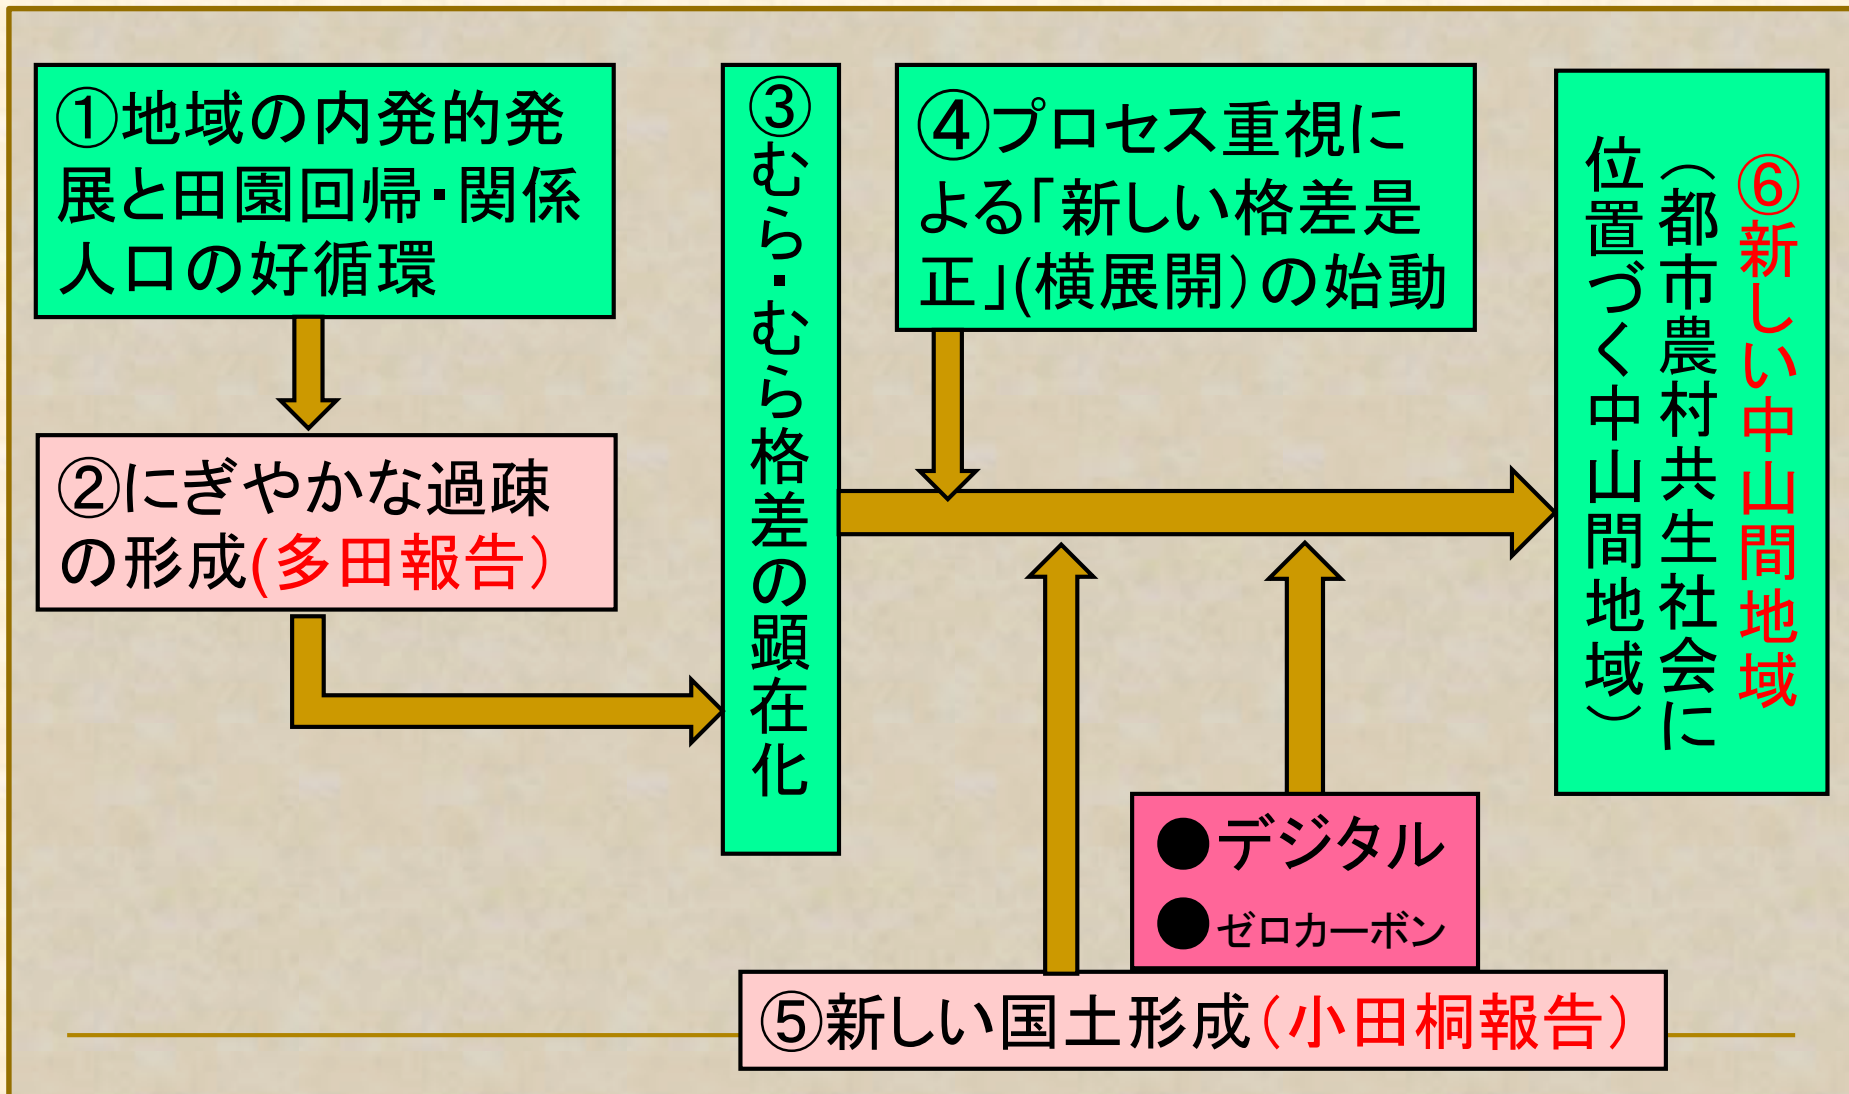 ①地域の内発的発
展と田園回帰・関係
人口の好循環
②にぎやかな過疎
の形成(多田報告）
③むら・むら格差の顕在化
④プロセス重視に
よる「新しい格差是
正」(横展開）の始動
●デジタル
●ゼロカーボン
⑤新しい国土形成（小田桐報告）
⑥新しい中山間地域
（都市農村共生社会に
位置づく中山間地域）